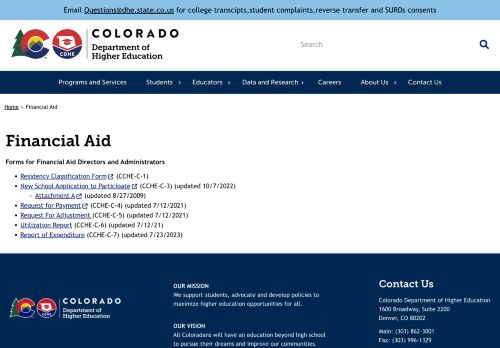 Email Questions@dhe.state.co.us for college transcipts,student complaints,reverse transfer and SURDs consents
COLORADO
Department of
Higher Education
CDHE
Search
Programs and Services
Students
Educators
Data and Research
Careers
About Us
Contact Us
Home › Financial Aid
Financial Aid
Forms for Financial Aid Directors and Administrators
Residency Classification Form (CCHE-C-1)
New School Application to Participate (CCHE-C-3) (updated 10/7/2022)
Attachment A (updated 8/27/2009)
Request for Payment (CCHE-C-4) (updated 7/12/2021)
Request For Adjustment (CCHE-C-5) (updated 7/12/2021)
Utilization Report (CCHE-C-6) (updated 7/12/21)
Report of Expenditure (CCHE-C-7) (updated 7/23/2023)
COLORADO
Department of
Higher Education
CDHE
OUR MISSION
We support students, advocate and develop policies to
maximize higher education opportunities for all.
OUR VISION
All Coloradans will have an education beyond high school
to pursue their dreams and improve our communities.
Contact Us
Colorado Department of Higher Education
1600 Broadway, Suite 2200
Denver, CO 80202
Main: (303) 862-3001
Fax: (303) 996-1329